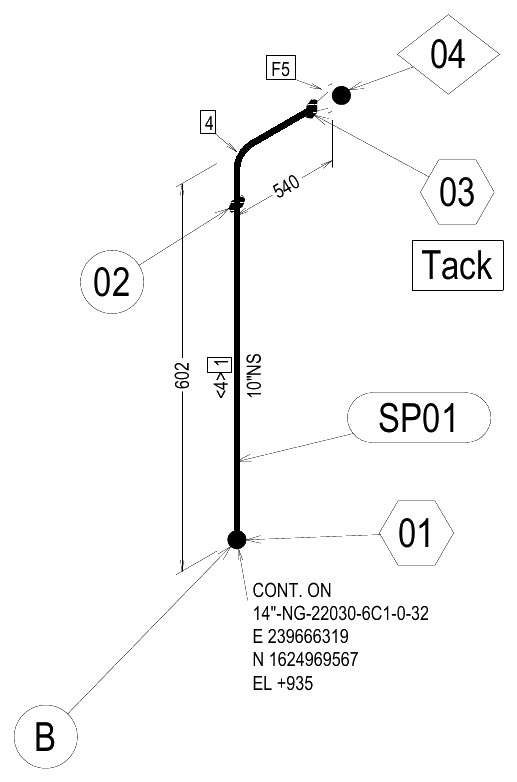 04
F5
4
03
540
Tack
02
602
<4> 1
10"NS
SP01
01
CONT. ON
14"-NG-22030-6C1-0-32
E 239666319
N 1624969567
EL +935
B